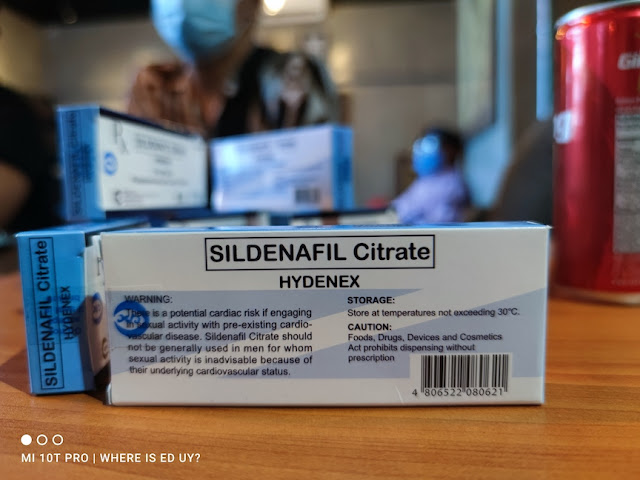 SILDENAFIL Citrate
HYDENEX
WARNING:
There is a potential cardiac risk if engaging
in sexual activity with pre-existing cardio-
vascular disease. Sildenafil Citrate should
not be generally used in men for whom
sexual activity is inadvisable because of
their underlying cardiovascular status.
STORAGE:
Store at temperatures not exceeding 30°C.
CAUTION:
Foods, Drugs, Devices and Cosmetics
Act prohibits dispensing without
prescription
4 806522 080621
SILDENAFIL Citrate
HYDENEX
MI 10T PRO | WHERE IS ED UY?